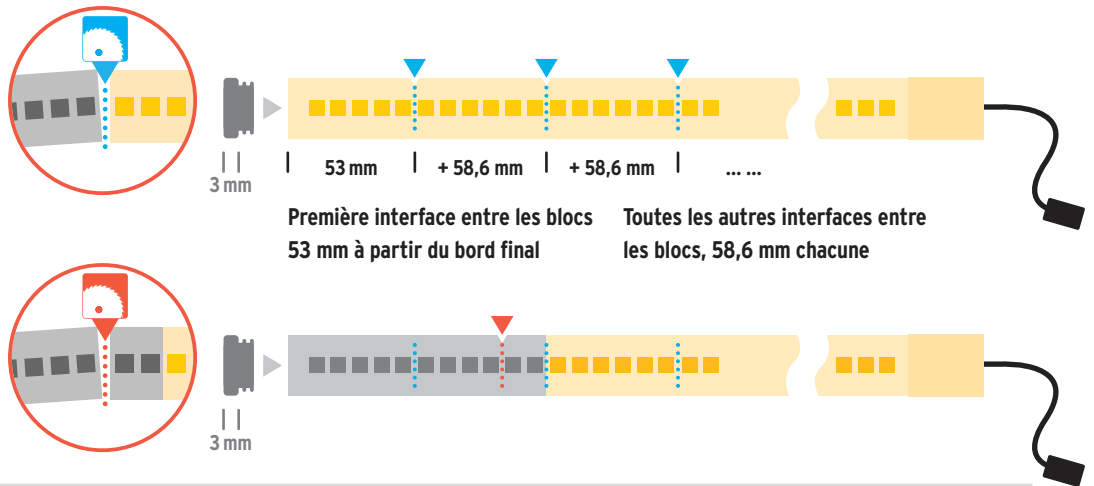 3 mm
53 mm
+ 58,6 mm
+ 58,6 mm
... ...
Première interface entre les blocs
53 mm à partir du bord final
Toutes les autres interfaces entre
les blocs, 58,6 mm chacune
3 mm